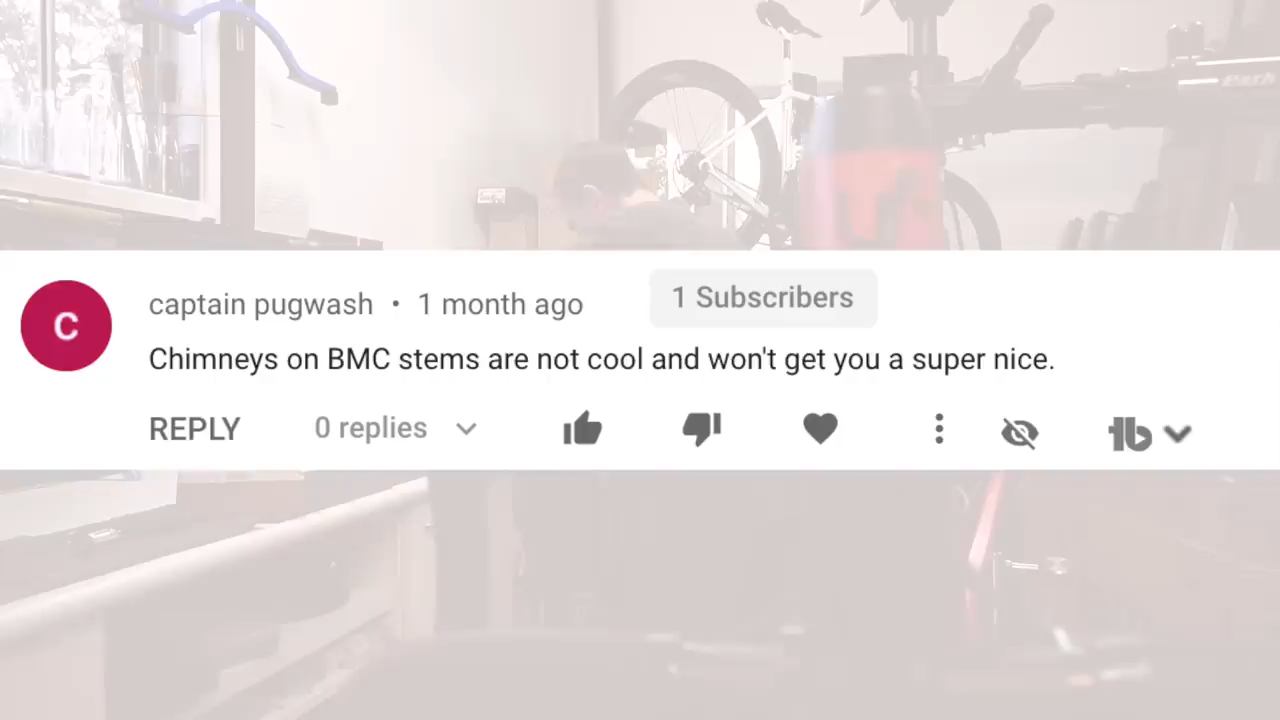 captain pugwash • 1 month ago
1 Subscribers
Chimneys on BMC stems are not cool and won't get you a super nice.
REPLY
0 replies